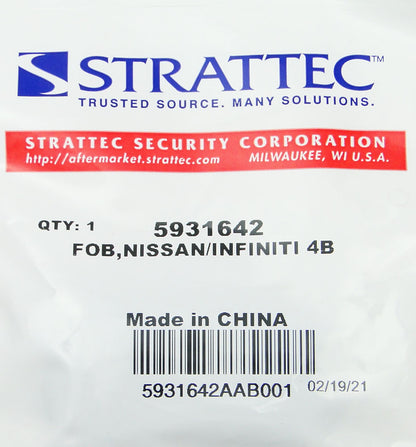 STRATTEC™
TRUSTED SOURCE. MANY SOLUTIONS.
STRATTEC SECURITY CORPORATION
http://aftermarket.strattec.com MILWAUKEE, WI U.S.A.
QTY: 1 5931642
FOB,NISSAN/INFINITI 4B
Made in CHINA
5931642AAB001 02/19/21